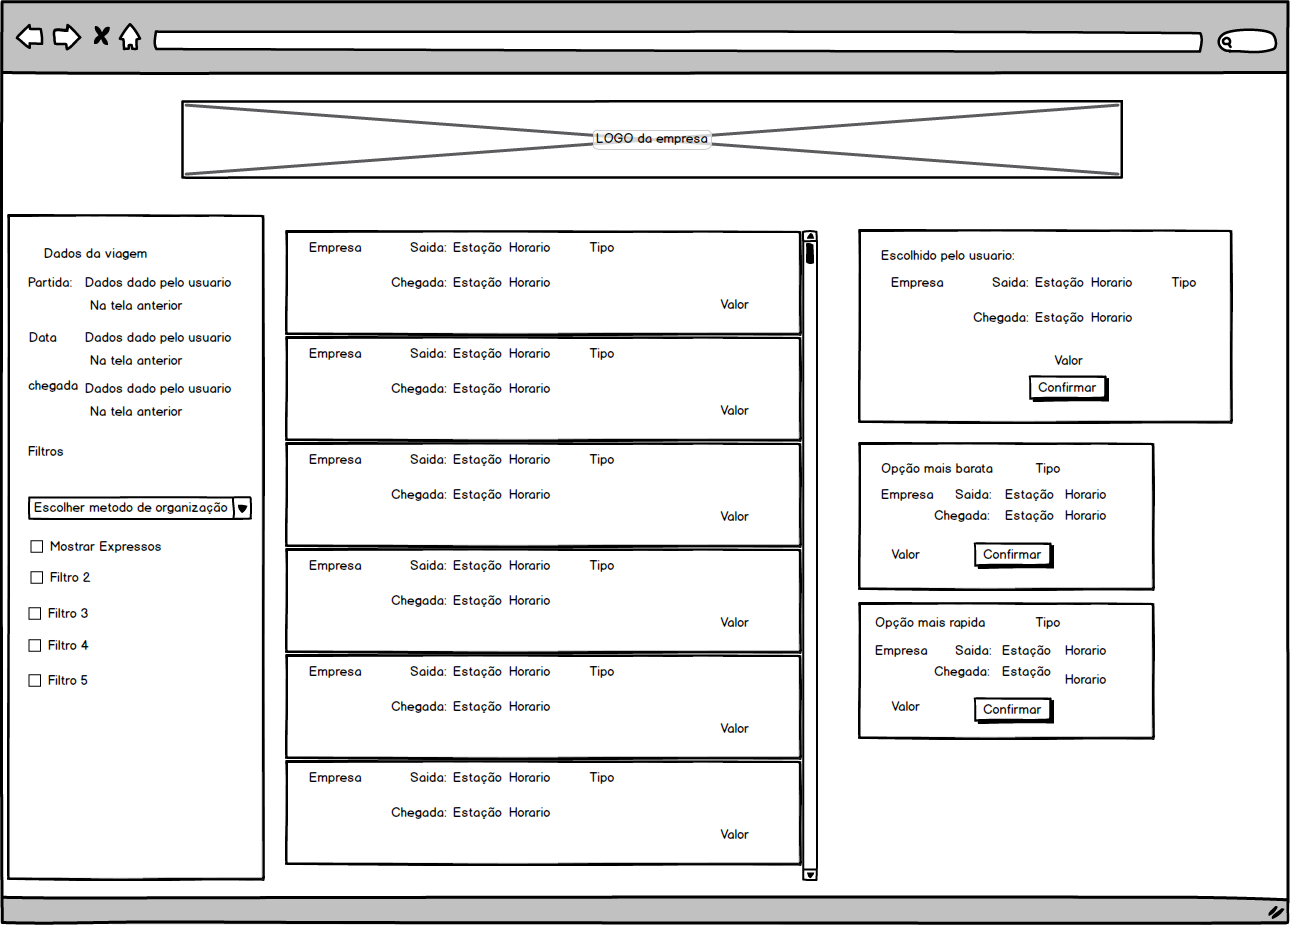 LOGO da empresa
Dados da viagem
Partida: Dados dado pelo usuario
Na tela anterior
Data Dados dado pelo usuario
Na tela anterior
chegada Dados dado pelo usuario
Na tela anterior
Filtros
Escolher metodo de organização
Mostrar Expressos
Filtro 2
Filtro 3
Filtro 4
Filtro 5
Empresa Saida: Estação Horario Tipo
Chegada: Estação Horario
Valor
Empresa Saida: Estação Horario Tipo
Chegada: Estação Horario
Valor
Empresa Saida: Estação Horario Tipo
Chegada: Estação Horario
Valor
Empresa Saida: Estação Horario Tipo
Chegada: Estação Horario
Valor
Empresa Saida: Estação Horario Tipo
Chegada: Estação Horario
Valor
Empresa Saida: Estação Horario Tipo
Chegada: Estação Horario
Valor
Escolhido pelo usuario:
Empresa Saida: Estação Horario Tipo
Chegada: Estação Horario
Valor
Confirmar
Opção mais barata Tipo
Empresa Saida: Estação Horario
Chegada: Estação Horario
Valor Confirmar
Opção mais rapida Tipo
Empresa Saida: Estação Horario
Chegada: Estação Horario
Valor Confirmar